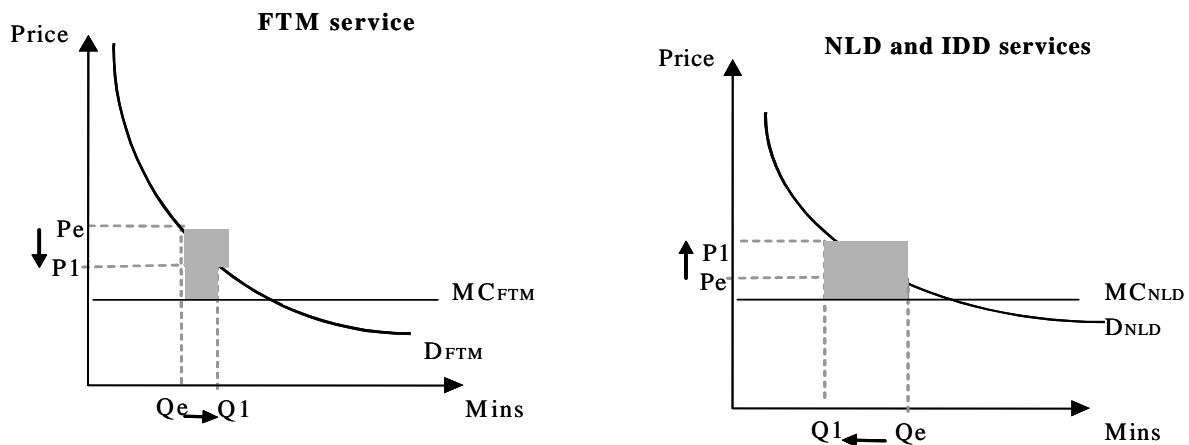 FTM service
Price
Pe
P1
MCFTM
DFTM
Qe
Q1
Mins
NLD and IDD services
Price
P1
Pe
MCNLD
DNLD
Q1
Qe
Mins